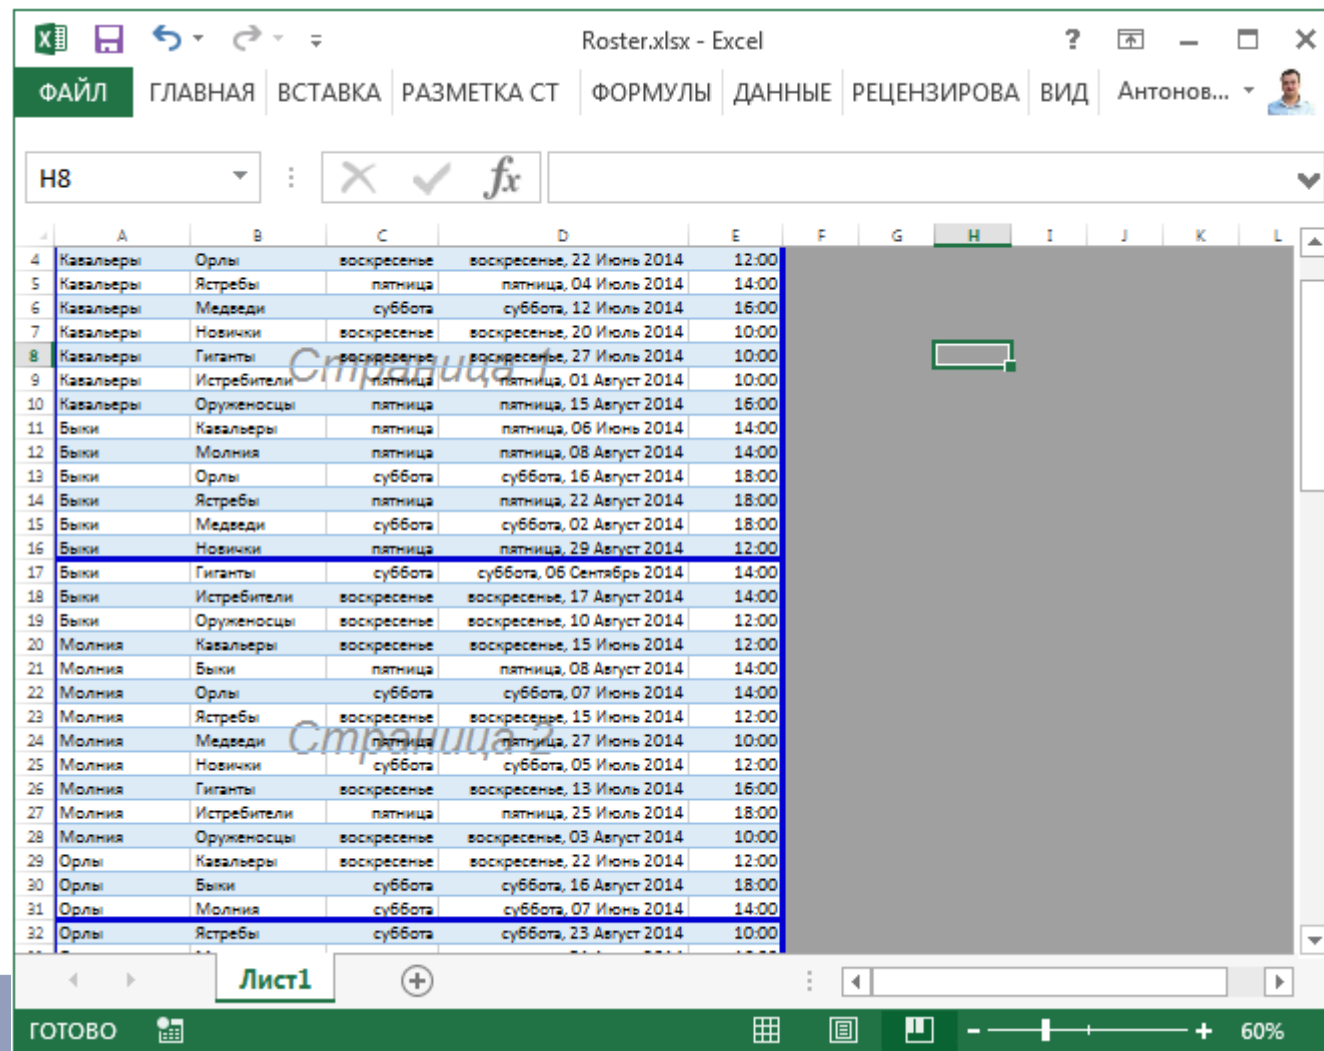 Roster.xlsx - Excel
ФАЙЛ ГЛАВНАЯ ВСТАВКА РАЗМЕТКА СТ ФОРМУЛЫ ДАННЫЕ РЕЦЕНЗИРОВА ВИД Антонов...
H8 fx
A B C D E F G H I J K L
4 Кавальеры Орлы воскресенье воскресенье, 22 Июнь 2014 12:00
5 Кавальеры Ястребы пятница пятница, 04 Июль 2014 14:00
6 Кавальеры Медведи суббота суббота, 12 Июль 2014 16:00
7 Кавальеры Новички воскресенье воскресенье, 20 Июль 2014 10:00
8 Кавальеры Гиганты воскресенье воскресенье, 27 Июль 2014 10:00
Страница 1
9 Кавальеры Истребители пятница пятница, 01 Август 2014 10:00
10 Кавальеры Оруженосцы пятница пятница, 15 Август 2014 16:00
11 Быки Кавальеры пятница пятница, 06 Июнь 2014 14:00
12 Быки Молния пятница пятница, 08 Август 2014 14:00
13 Быки Орлы суббота суббота, 16 Август 2014 18:00
14 Быки Ястребы пятница пятница, 22 Август 2014 18:00
15 Быки Медведи суббота суббота, 02 Август 2014 18:00
16 Быки Новички пятница пятница, 29 Август 2014 12:00
17 Быки Гиганты суббота суббота, 06 Сентябрь 2014 14:00
18 Быки Истребители воскресенье воскресенье, 17 Август 2014 14:00
19 Быки Оруженосцы воскресенье воскресенье, 10 Август 2014 12:00
20 Молния Кавальеры воскресенье воскресенье, 15 Июнь 2014 12:00
21 Молния Быки пятница пятница, 08 Август 2014 14:00
22 Молния Орлы суббота суббота, 07 Июнь 2014 14:00
23 Молния Ястребы воскресенье воскресенье, 15 Июнь 2014 12:00
24 Молния Медведи пятница пятница, 27 Июнь 2014 10:00
Страница 2
25 Молния Новички суббота суббота, 05 Июль 2014 12:00
26 Молния Гиганты воскресенье воскресенье, 13 Июль 2014 16:00
27 Молния Истребители пятница пятница, 25 Июль 2014 18:00
28 Молния Оруженосцы воскресенье воскресенье, 03 Август 2014 10:00
29 Орлы Кавальеры воскресенье воскресенье, 22 Июнь 2014 12:00
30 Орлы Быки суббота суббота, 16 Август 2014 18:00
31 Орлы Молния суббота суббота, 07 Июнь 2014 14:00
32 Орлы Ястребы суббота суббота, 23 Август 2014 10:00
Лист1
ГОТОВО 60%